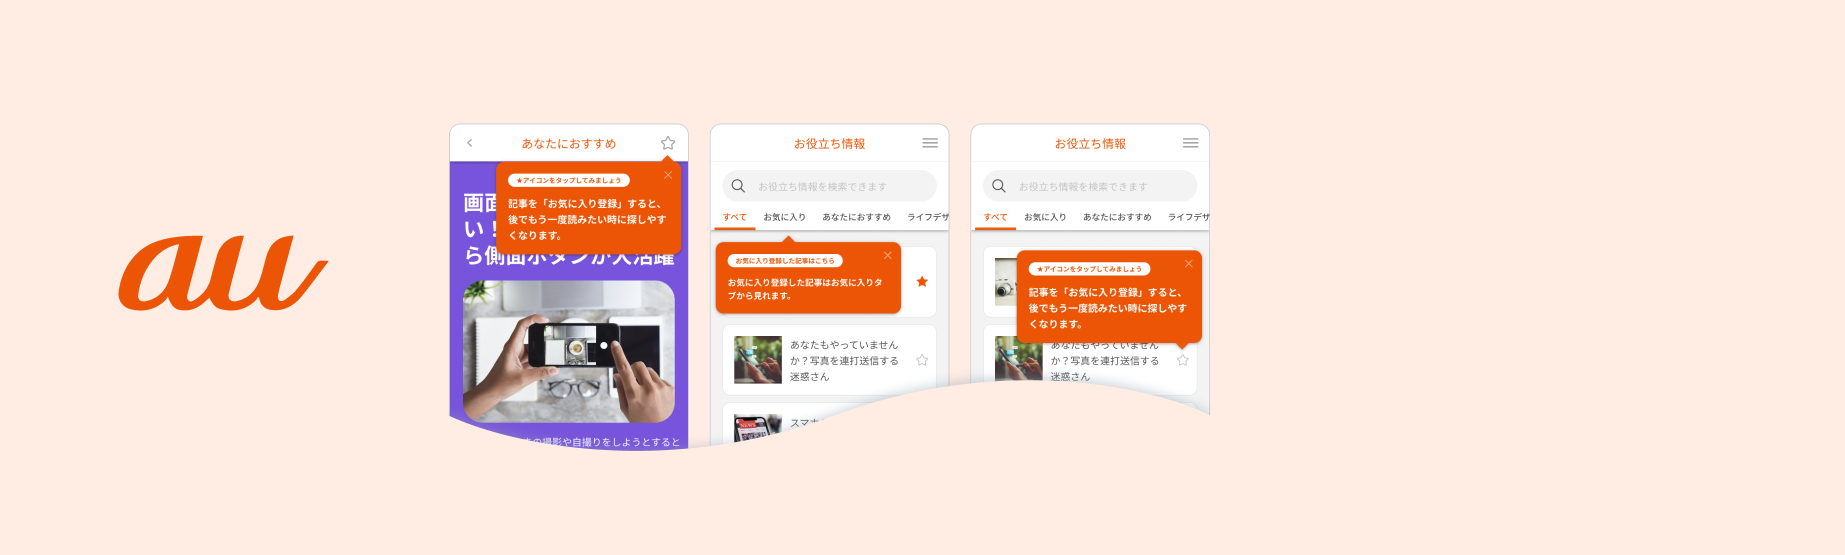 au
あなたにおすすめ
★アイコンをタップしてみましょう
記事を「お気に入り登録」すると、
後でもう一度読みたい時に探しやす
くなります。
画面
い！
ら側面ボタンが大活躍
の撮影や自撮りをしようとすると
お役立ち情報
お役立ち情報を検索できます
すべて お気に入り あなたにおすすめ ライフデザ
お気に入り登録した記事はこちら
お気に入り登録した記事はお気に入りタ
ブから見れます。
あなたもやっていません
か？写真を連打送信する
迷惑さん
NEWS
スマホ
お役立ち情報
お役立ち情報を検索できます
すべて お気に入り あなたにおすすめ ライフデザ
★アイコンをタップしてみましょう
記事を「お気に入り登録」すると、
後でもう一度読みたい時に探しやす
くなります。
あなたもやっていません
か？写真を連打送信する
迷惑さん